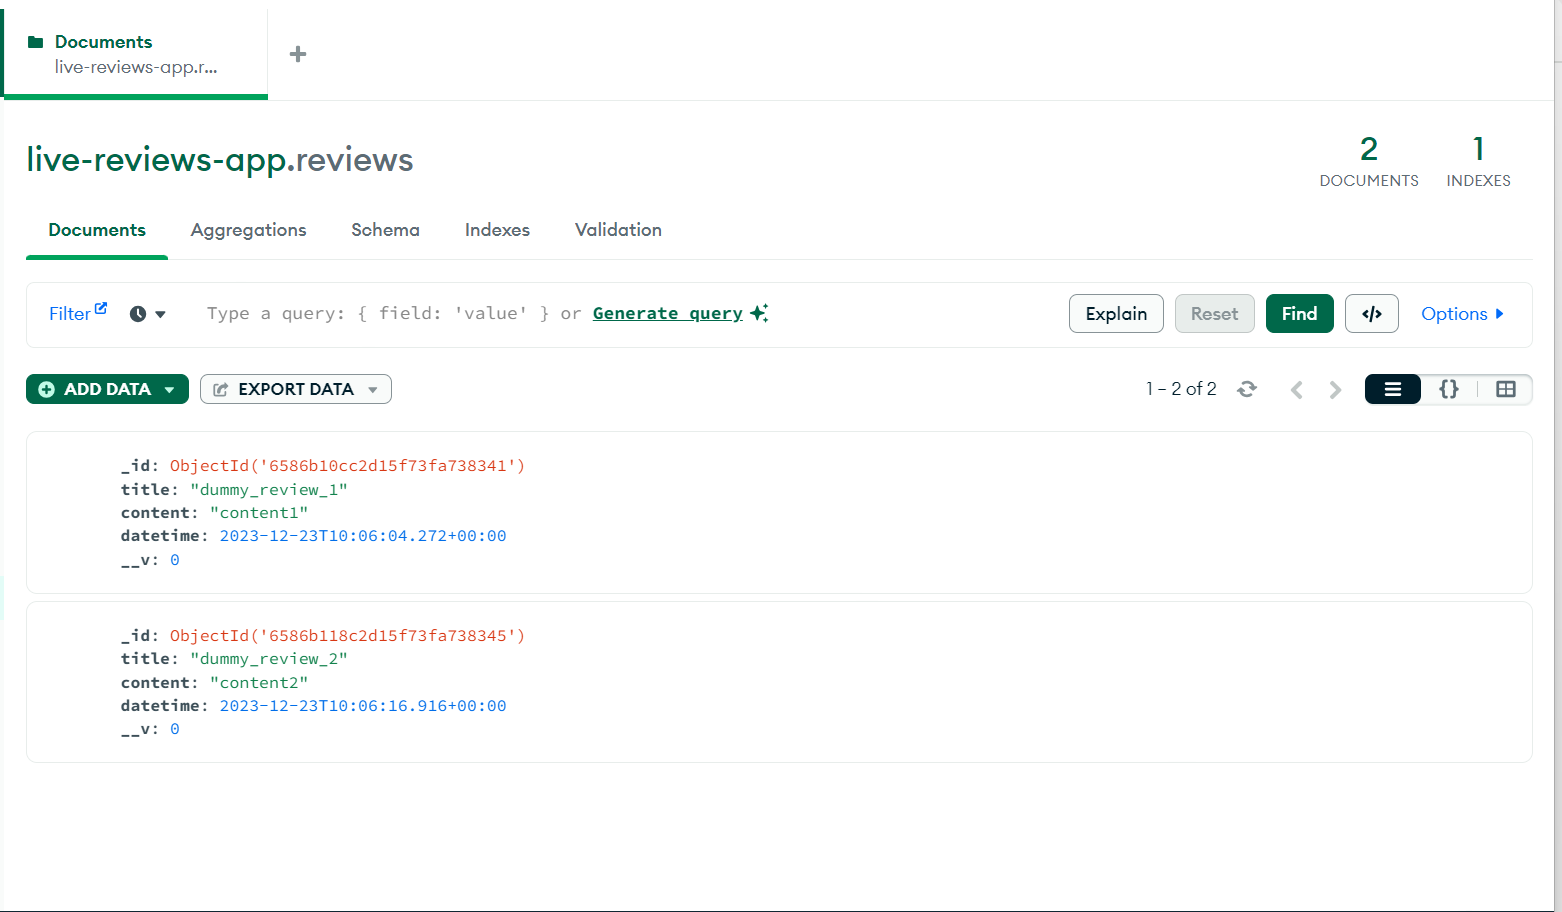 Documents
live-reviews-app.r...
live-reviews-app.reviews
2
DOCUMENTS
1
INDEXES
Documents Aggregations Schema Indexes Validation
Filter Type a query: { field: 'value' } or Generate query Explain Reset Find </> Options
ADD DATA EXPORT DATA 1 – 2 of 2 {}
_id: ObjectId('6586b10cc2d15f73fa738341')
title: "dummy_review_1"
content: "content1"
datetime: 2023-12-23T10:06:04.272+00:00
__v: 0
_id: ObjectId('6586b118c2d15f73fa738345')
title: "dummy_review_2"
content: "content2"
datetime: 2023-12-23T10:06:16.916+00:00
__v: 0